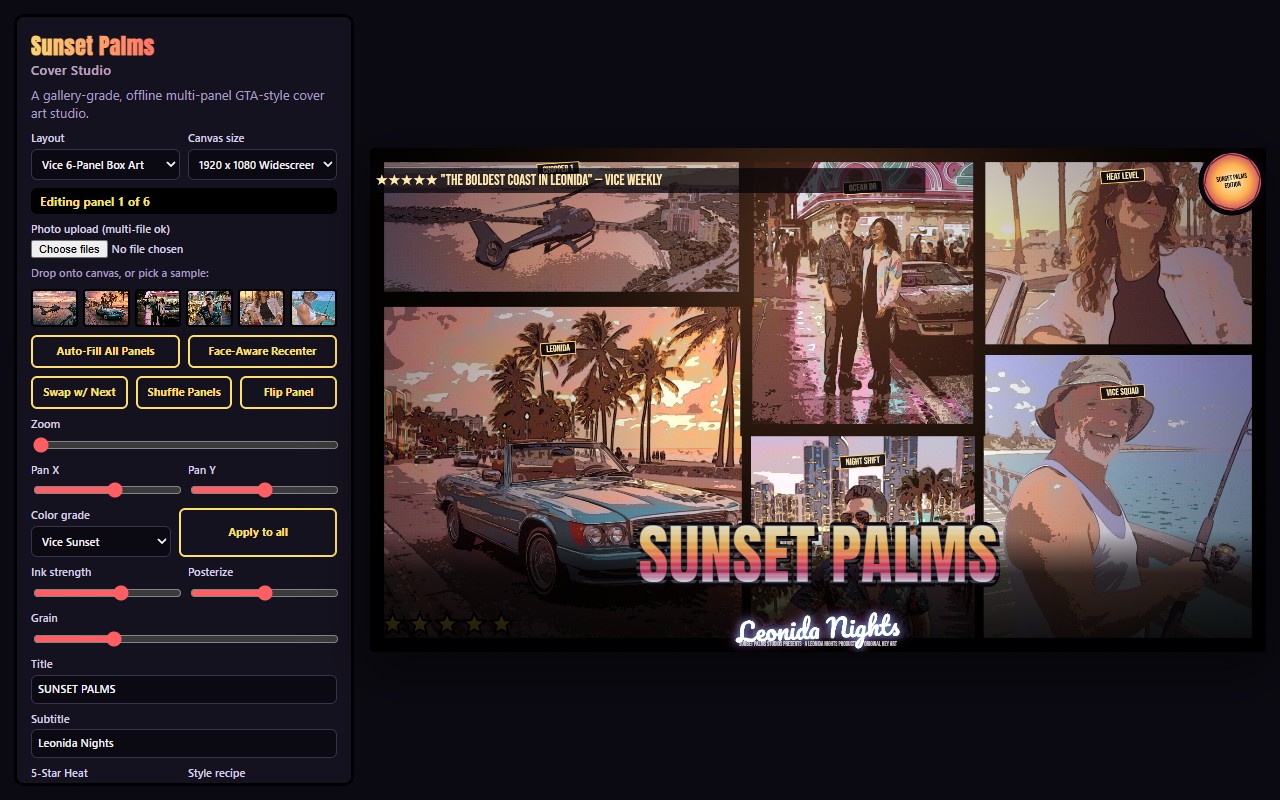 Sunset Palms
Cover Studio
A gallery-grade, offline multi-panel GTA-style cover
art studio.
Layout
Canvas size
Vice 6-Panel Box Art
1920 x 1080 Widescreen
Editing panel 1 of 6
Photo upload (multi-file ok)
Choose files No file chosen
Drop onto canvas, or pick a sample:
Auto-Fill All Panels
Face-Aware Recenter
Swap w/ Next
Shuffle Panels
Flip Panel
Zoom
Pan X
Pan Y
Color grade
Vice Sunset
Apply to all
Ink strength
Posterize
Grain
Title
SUNSET PALMS
Subtitle
Leonida Nights
5-Star Heat
Style recipe
★★★★★ "THE BOLDEST COAST IN LEONIDA" — VICE WEEKLY
OCEAN DR
HEAT LEVEL
SUNSET PALMS
EDITION
LEONIDA
VICE SQUAD
NIGHT SHIFT
SUNSET PALMS
Leonida Nights